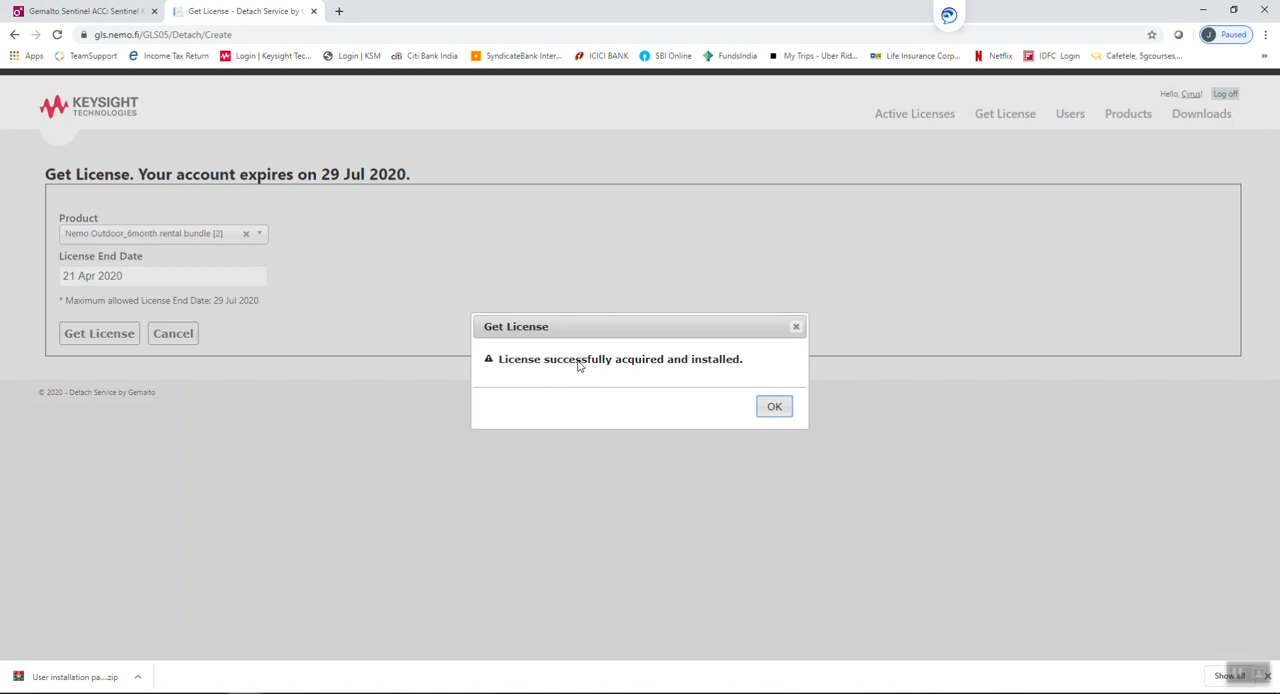 Gemalto Sentinel ACC: Sentinel K
Get License - Detach Service by G
gls.nemo.fi/GLS05/Detach/Create
J Paused
Apps
TeamSupport
Income Tax Return
Login | Keysight Tec...
Login | KSM
Citi Bank India
SyndicateBank Inter...
ICICI BANK
SBI Online
FundsIndia
My Trips - Uber Rid...
Life Insurance Corp...
Netflix
IDFC Login
Cafetele, 5gcourses,...
KEYSIGHT
TECHNOLOGIES
Hello, Cyrus! Log off
Active Licenses Get License Users Products Downloads
Get License. Your account expires on 29 Jul 2020.
Product
Nemo Outdoor_6month rental bundle [2]
License End Date
21 Apr 2020
* Maximum allowed License End Date: 29 Jul 2020
Get License Cancel
Get License
License successfully acquired and installed.
OK
© 2020 - Detach Service by Gemalto
User installation pa....zip
Show all